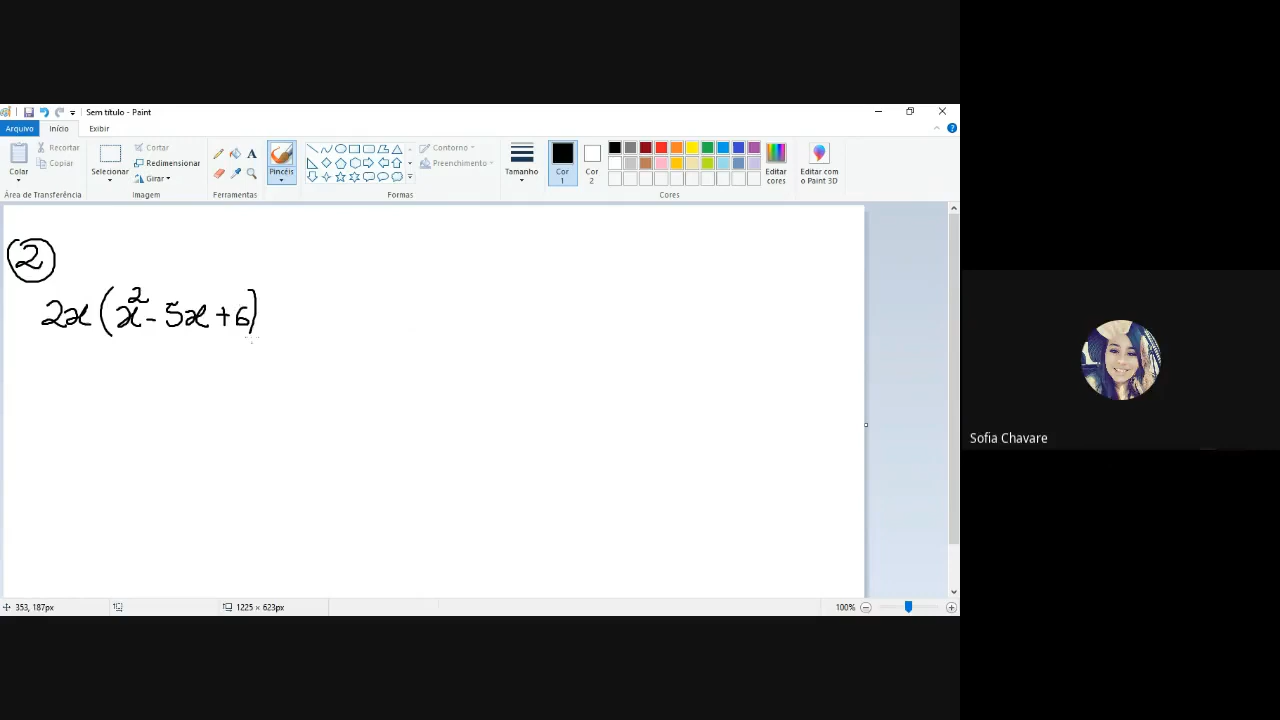 Sem título - Paint
Arquivo Início Exibir
Colar
Recortar
Copiar
Área de Transferência
Selecionar
Cortar
Redimensionar
Girar
Imagem
A
Ferramentas
Pincéis
Contorno
Preenchimento
Formas
Tamanho
Cor 1
Cor 2
Cores
Editar cores
Editar com o Paint 3D
2
2x(x² - 5x + 6)
Sofia Chavare
353, 187px
1225 × 623px
100%